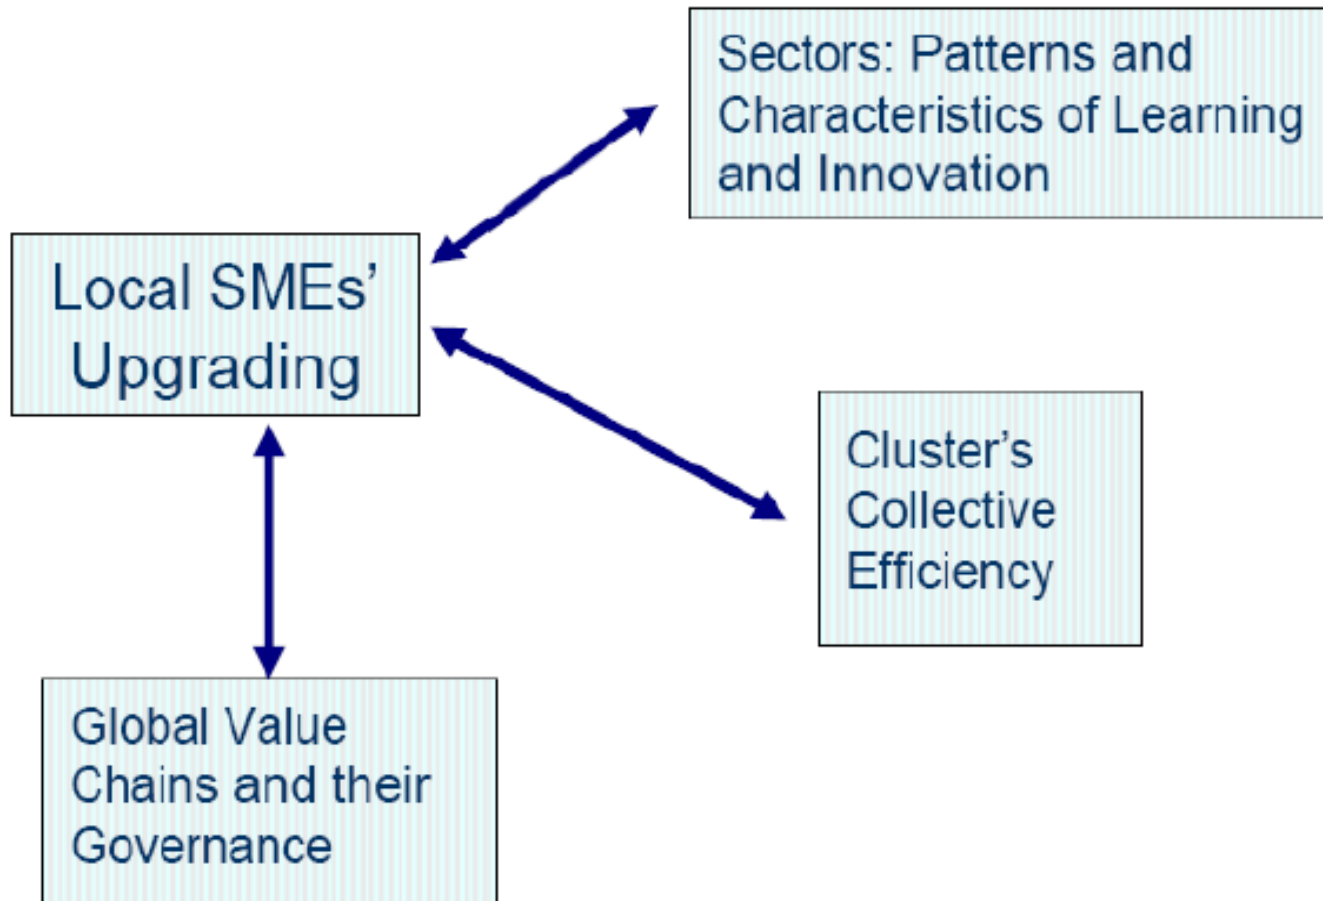 Sectors: Patterns and
Characteristics of Learning
and Innovation
Local SMEs’
Upgrading
Cluster’s
Collective
Efficiency
Global Value
Chains and their
Governance